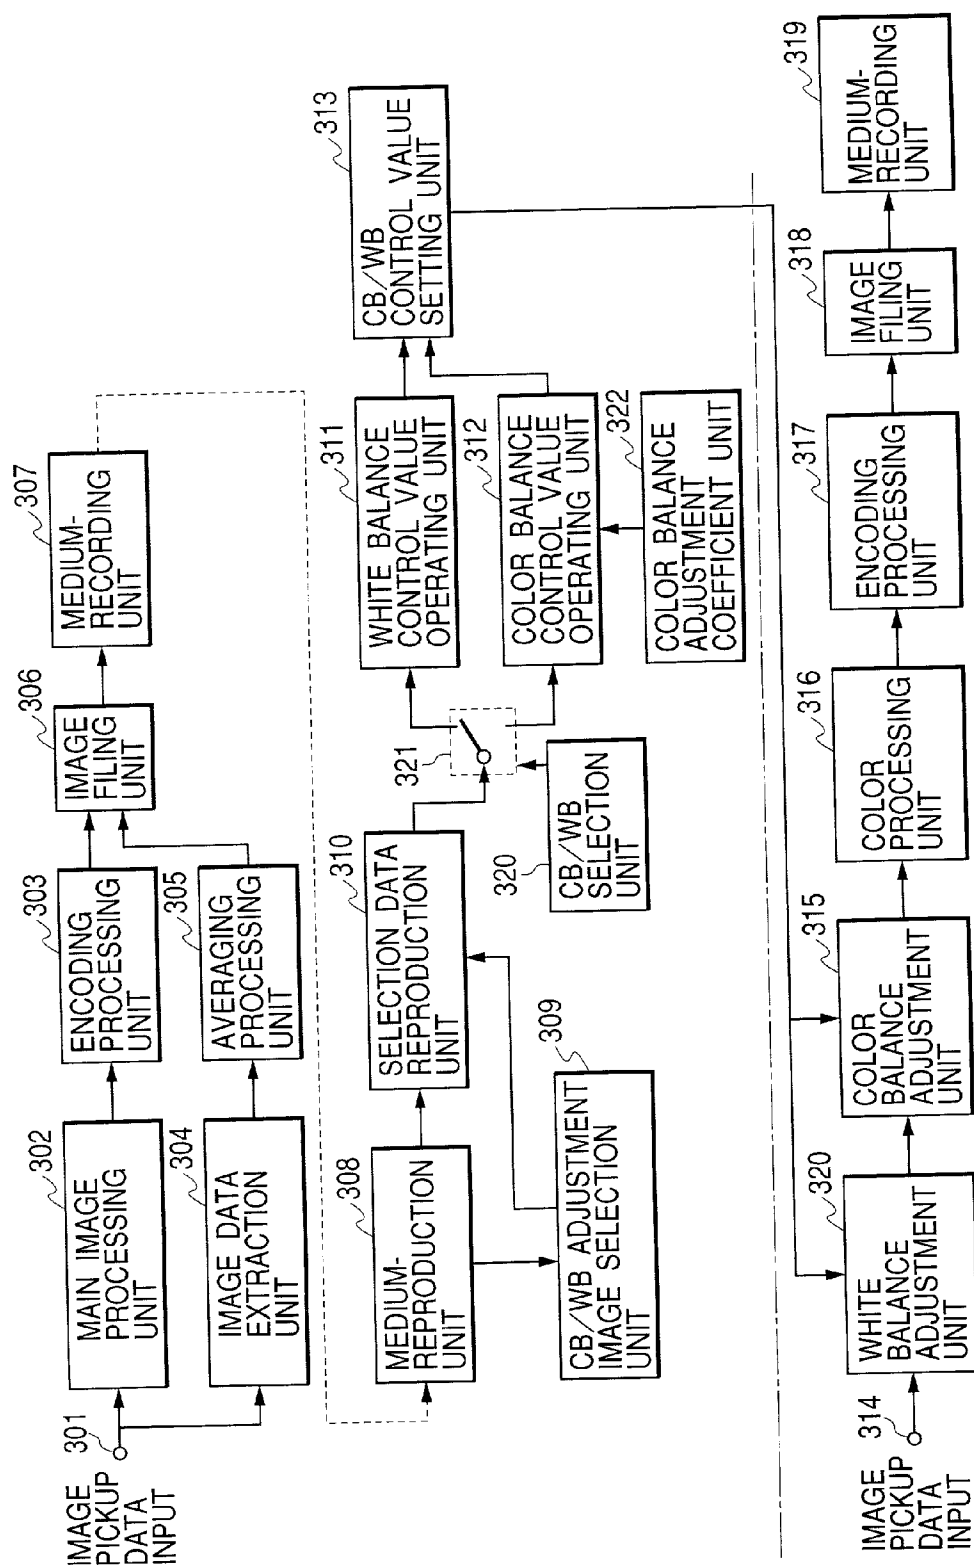 IMAGE
PICKUP
DATA
INPUT
301
302
MAIN IMAGE
PROCESSING
UNIT
303
ENCODING
PROCESSING
UNIT
304
IMAGE DATA
EXTRACTION
UNIT
305
AVERAGING
PROCESSING
UNIT
306
IMAGE
FILING
UNIT
307
MEDIUM-
RECORDING
UNIT
308
MEDIUM-
REPRODUCTION
UNIT
309
CB/WB ADJUSTMENT
IMAGE SELECTION
UNIT
310
SELECTION DATA
REPRODUCTION
UNIT
321
320
CB/WB
SELECTION
UNIT
311
WHITE BALANCE
CONTROL VALUE
OPERATING UNIT
312
COLOR BALANCE
CONTROL VALUE
OPERATING UNIT
322
COLOR BALANCE
ADJUSTMENT
COEFFICIENT UNIT
313
CB/WB
CONTROL VALUE
SETTING UNIT
IMAGE
PICKUP
DATA
INPUT
314
320
WHITE
BALANCE
ADJUSTMENT
UNIT
315
COLOR
BALANCE
ADJUSTMENT
UNIT
316
COLOR
PROCESSING
UNIT
317
ENCODING
PROCESSING
UNIT
318
IMAGE
FILING
UNIT
319
MEDIUM-
RECORDING
UNIT